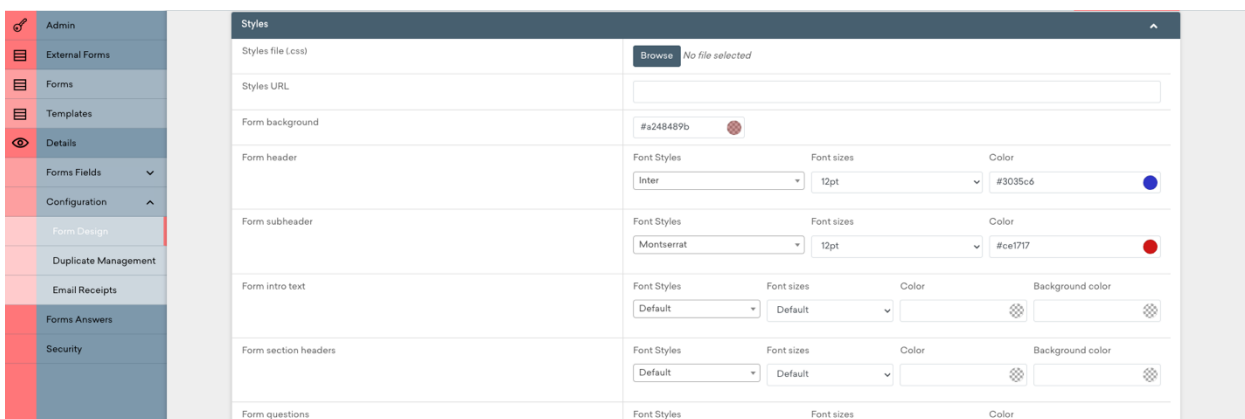 Admin
External Forms
Forms
Templates
Details
Forms Fields
Configuration
Form Design
Duplicate Management
Email Receipts
Forms Answers
Security
Styles
Styles file (.css)
Browse No file selected
Styles URL
Form background
#a248489b
Form header
Font Styles Font sizes Color
Inter 12pt #3035c6
Form subheader
Font Styles Font sizes Color
Montserrat 12pt #ce1717
Form intro text
Font Styles Font sizes Color Background color
Default Default
Form section headers
Font Styles Font sizes Color Background color
Default Default
Form questions
Font Styles Font sizes Color